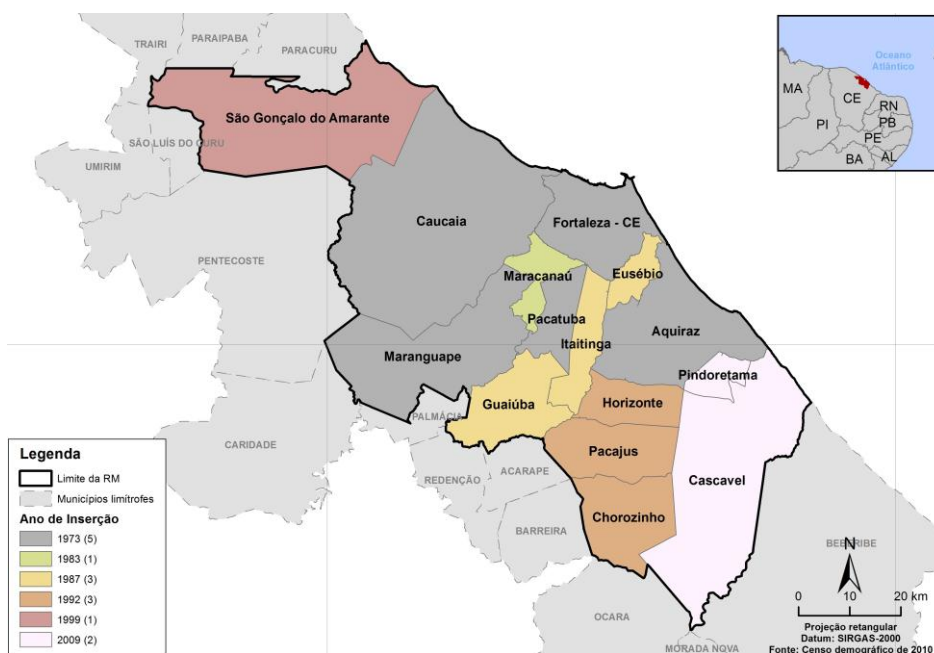 TRAIRI
PARAIPABA
PARACURU
São Gonçalo do Amarante
SÃO LUÍS DO CURU
UMIRIM
PENTECOSTE
Caucaia
Fortaleza - CE
Maracanaú
Eusébio
Pacatuba
Itaitinga
Aquiraz
Maranguape
Pindoretama
Guaiúba
Horizonte
PALMÁCIA
CARIDADE
Pacajus
ACARAPE
REDENÇÃO
Cascavel
Chorozinho
BARREIRA
BEBERIBE
OCARA
MORADA NOVA
Oceano
Atlântico
MA
CE
RN
PB
PI
PE
AL
BA
Legenda
Limite da RM
Municípios limítrofes
Ano de Inserção
1973 (5)
1983 (1)
1987 (3)
1992 (3)
1999 (1)
2009 (2)
N
0 10 20 km
Projeção retangular
Datum: SIRGAS-2000
Fonte: Censo demográfico de 2010